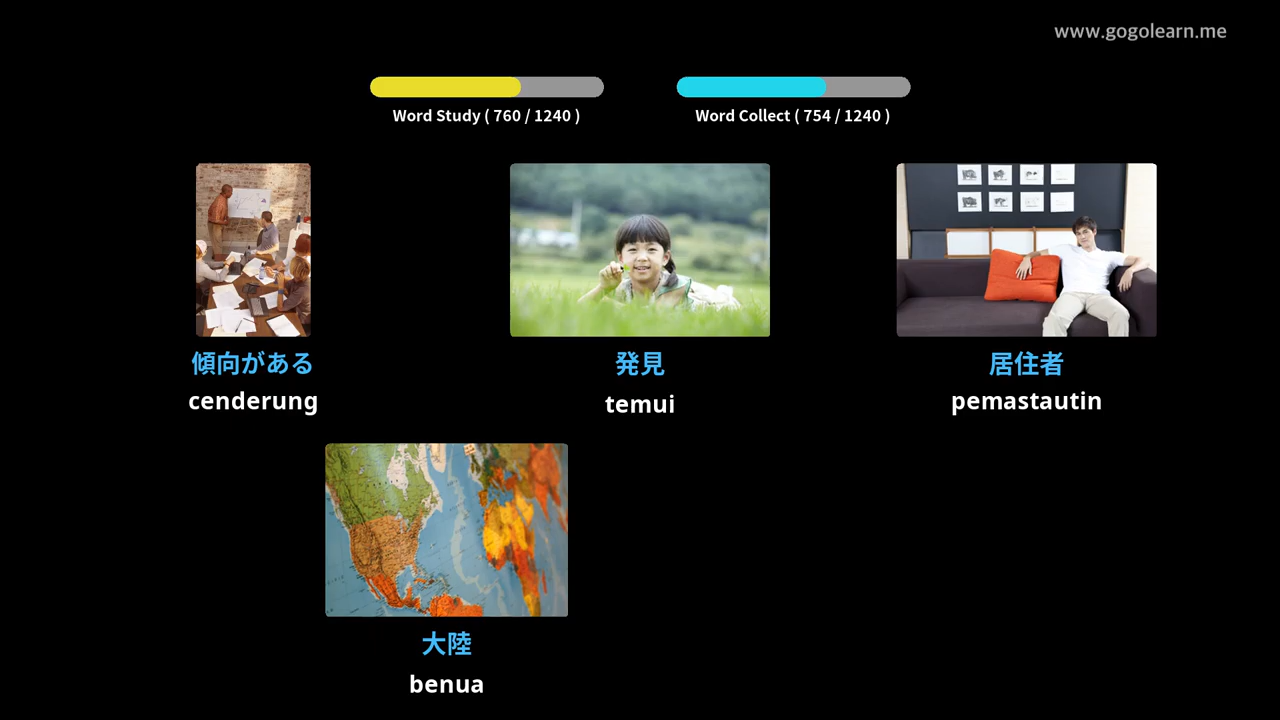 www.gogolearn.me
Word Study ( 760 / 1240 )
Word Collect ( 754 / 1240 )
傾向がある
cenderung
発見
temui
居住者
pemastautin
大陸
benua